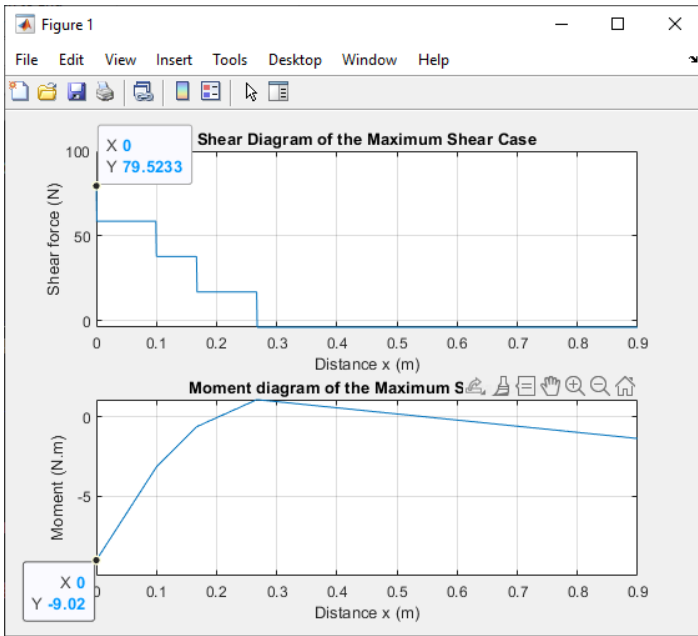 Figure 1
File Edit View Insert Tools Desktop Window Help
Shear Diagram of the Maximum Shear Case
X 0
Y 79.5233
100
50
0
Shear force (N)
0 0.1 0.2 0.3 0.4 0.5 0.6 0.7 0.8 0.9
Distance x (m)
Moment diagram of the Maximum S
0
-5
Moment (N.m)
X 0
Y -9.02
0.1 0.2 0.3 0.4 0.5 0.6 0.7 0.8 0.9
Distance x (m)